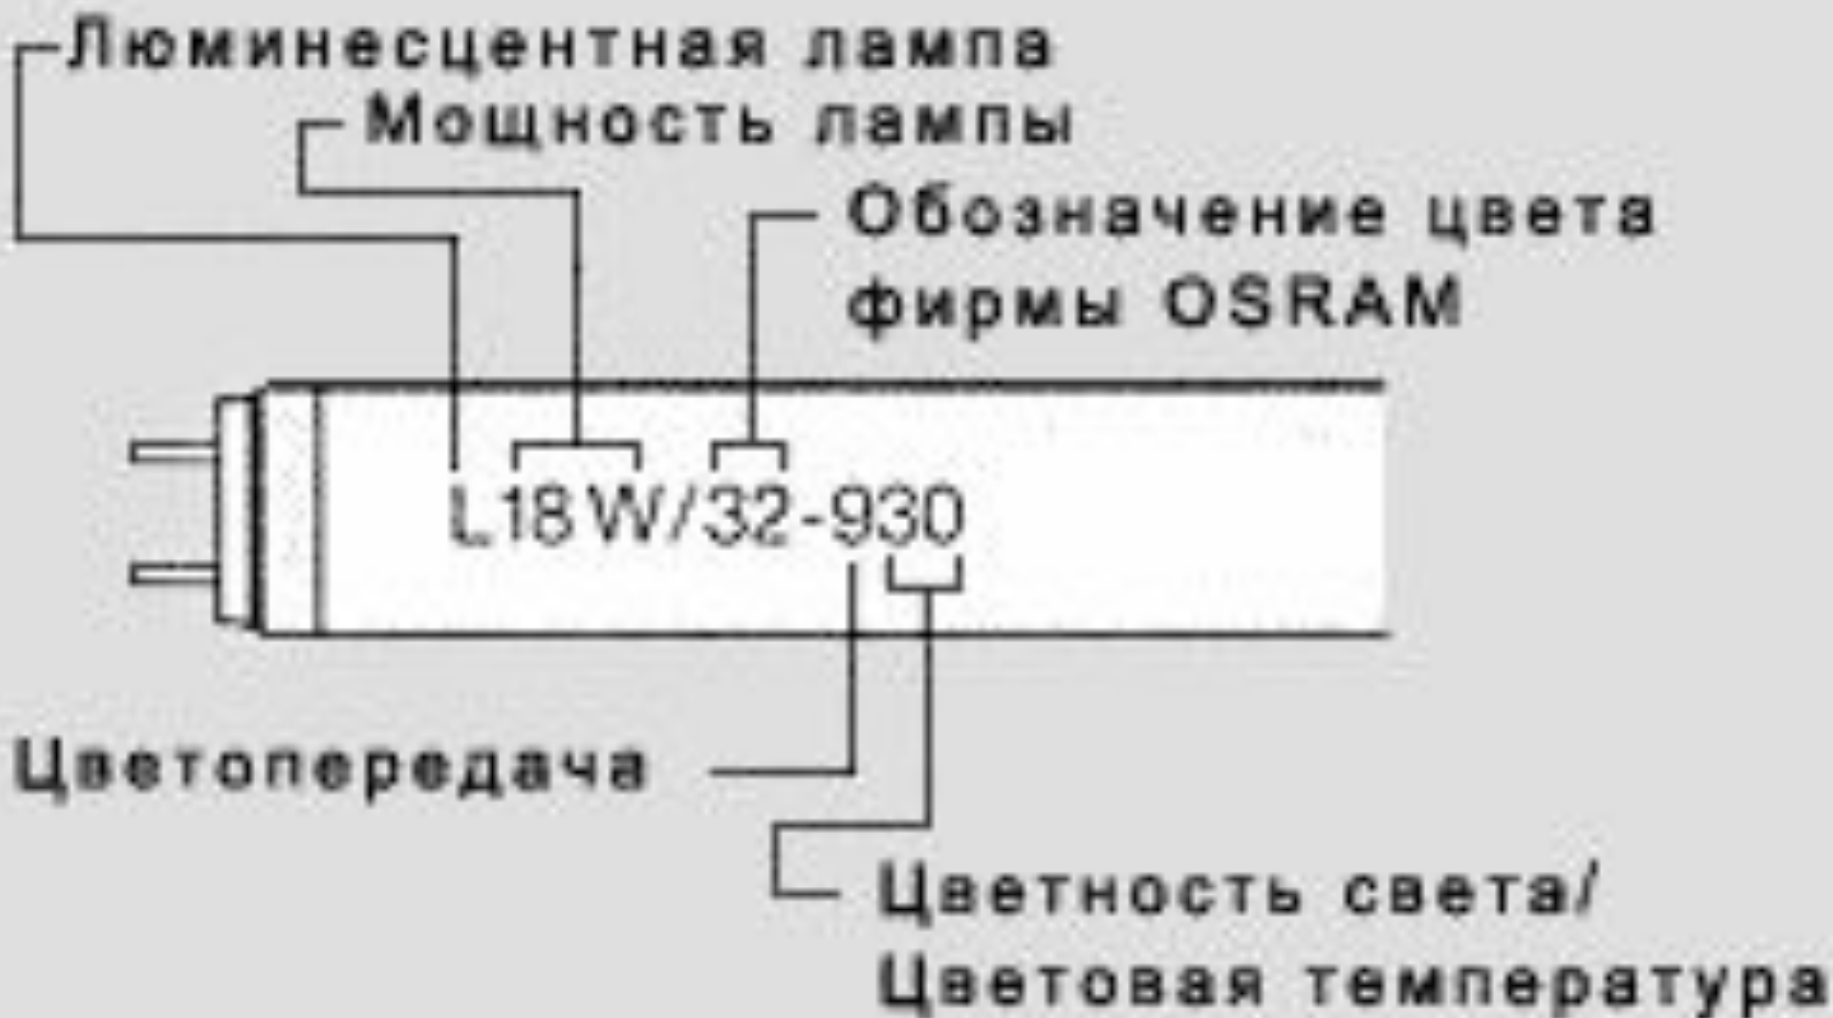 Люминесцентная лампа
Мощность лампы
Обозначение цвета
фирмы OSRAM
L18W/32-930
Цветопередача
Цветность света/
Цветовая температура